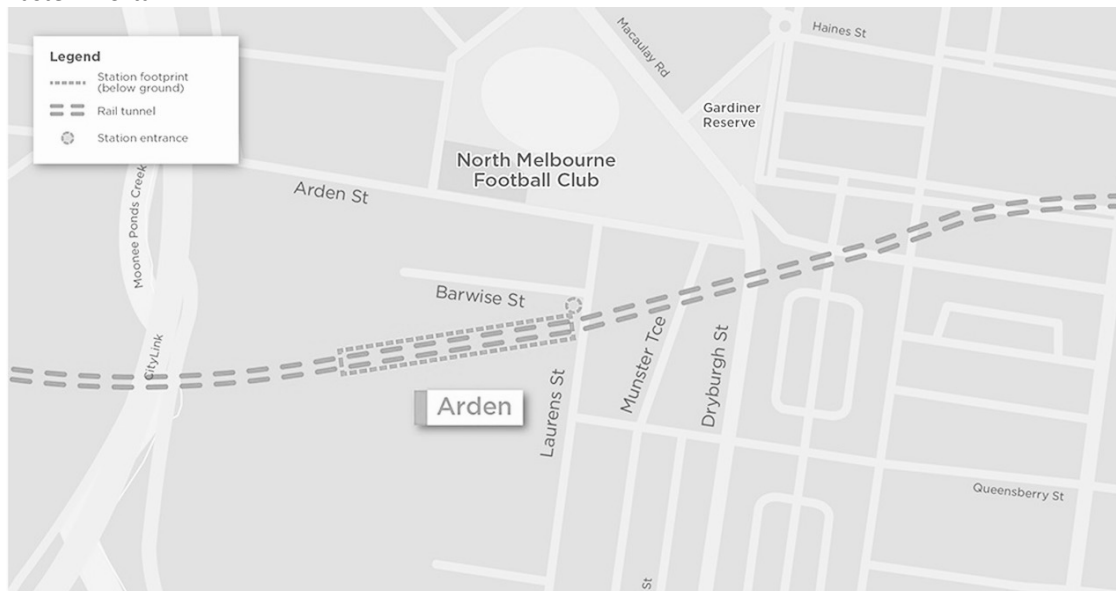 Legend
Station footprint
(below ground)
Rail tunnel
Station entrance
Haines St
Macaulay Rd
Gardiner
Reserve
North Melbourne
Football Club
Arden St
Moonee Ponds Creek
Barwise St
CityLink
Arden
Laurens St
Munster Tce
Dryburgh St
Queensberry St
St